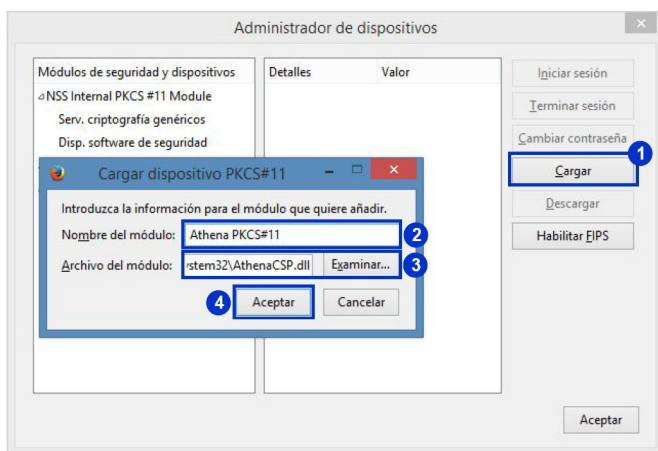 Administrador de dispositivos
Módulos de seguridad y dispositivos
Detalles Valor
NSS Internal PKCS #11 Module
Serv. criptografía genéricos
Disp. software de seguridad
Iniciar sesión
Terminar sesión
Cambiar contraseña
1
Cargar
Descargar
Habilitar FIPS
Cargar dispositivo PKCS#11
Introduzca la información para el módulo que quiere añadir.
Nombre del módulo: Athena PKCS#11 2
Archivo del módulo: stem32\AthenaCSP.dll Examinar... 3
4 Aceptar Cancelar
Aceptar